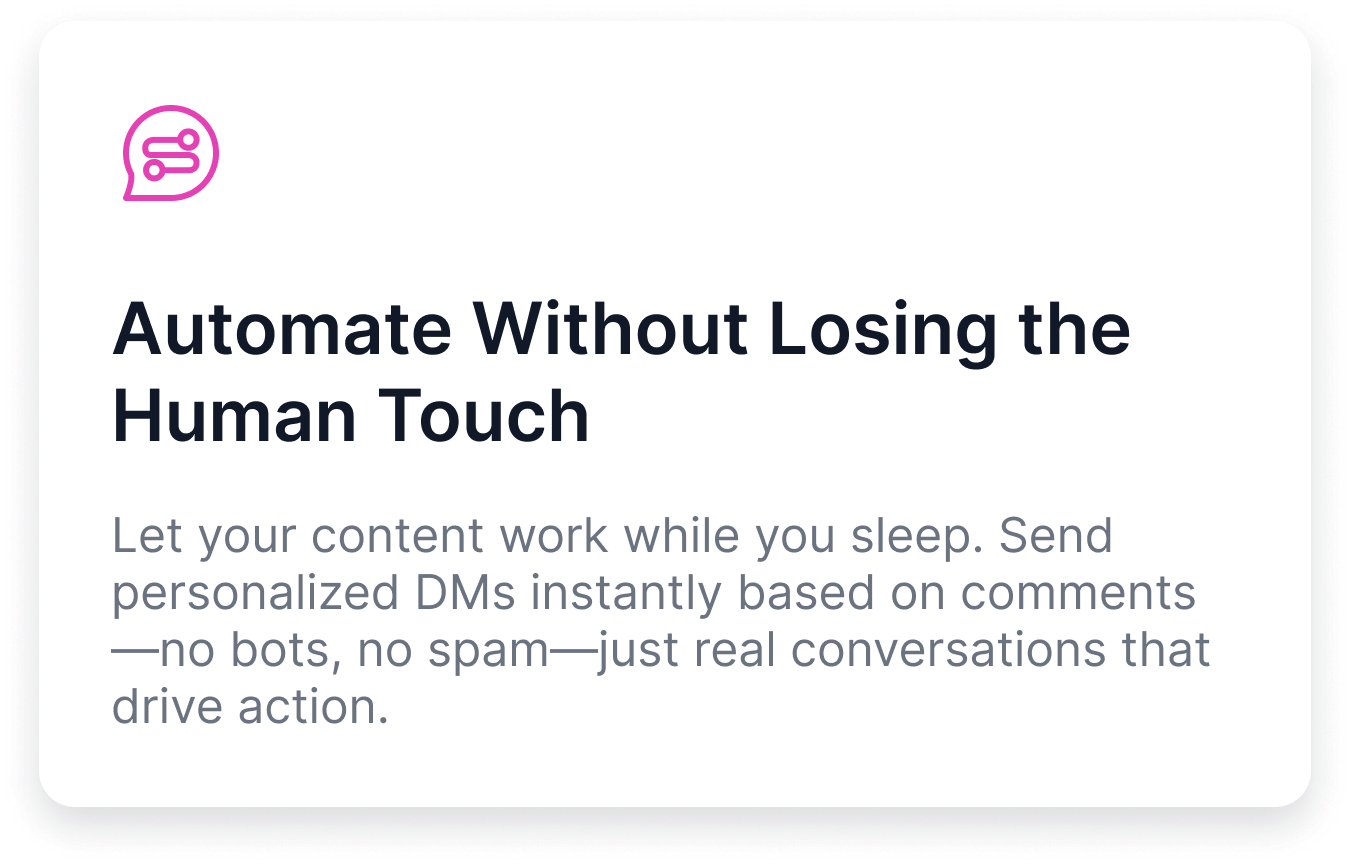 Automate Without Losing the
Human Touch
Let your content work while you sleep. Send
personalized DMs instantly based on comments
—no bots, no spam—just real conversations that
drive action.